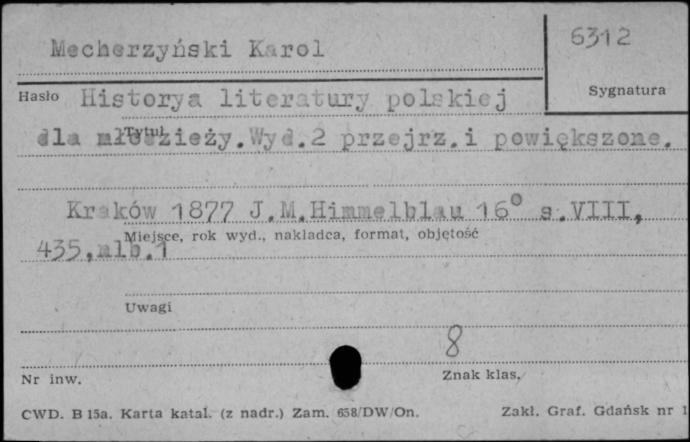 Mecherzyński Karol
6312
Hasło
Sygnatura
Historya literatury polskiej
Tytuł
dla młodzieży. Wyd. 2 przejrz. i powiększone.
Kraków 1877 J.M.Himmelblau 16° s. VIII,
Miejsce, rok wyd., nakładca, format, objętość
435, nlb. 1
Uwagi
8
Nr inw.
Znak klas.
CWD. B 15a. Karta katal. (z nadr.) Zam. 658/DW/On.
Zakł. Graf. Gdańsk nr 1